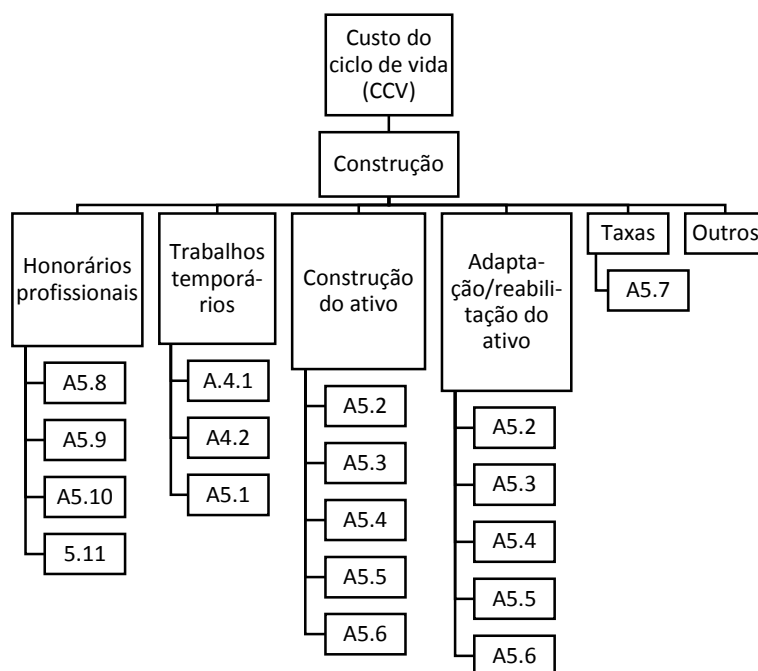 Custo do
ciclo de vida
(CCV)
Construção
Honorários
profissionais
A5.8
A5.9
A5.10
5.11
Trabalhos
temporá-
rios
A.4.1
A4.2
A5.1
Construção
do ativo
A5.2
A5.3
A5.4
A5.5
A5.6
Adapta-
ção/reabili-
tação do
ativo
A5.2
A5.3
A5.4
A5.5
A5.6
Taxas
A5.7
Outros